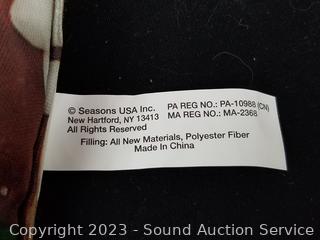 © Seasons USA Inc. PA REG NO.: PA-10988 (CN)
New Hartford, NY 13413 MA REG NO.: MA-2368
All Rights Reserved
Filling: All New Materials, Polyester Fiber
Made In China
Copyright 2023 - Sound Auction Service